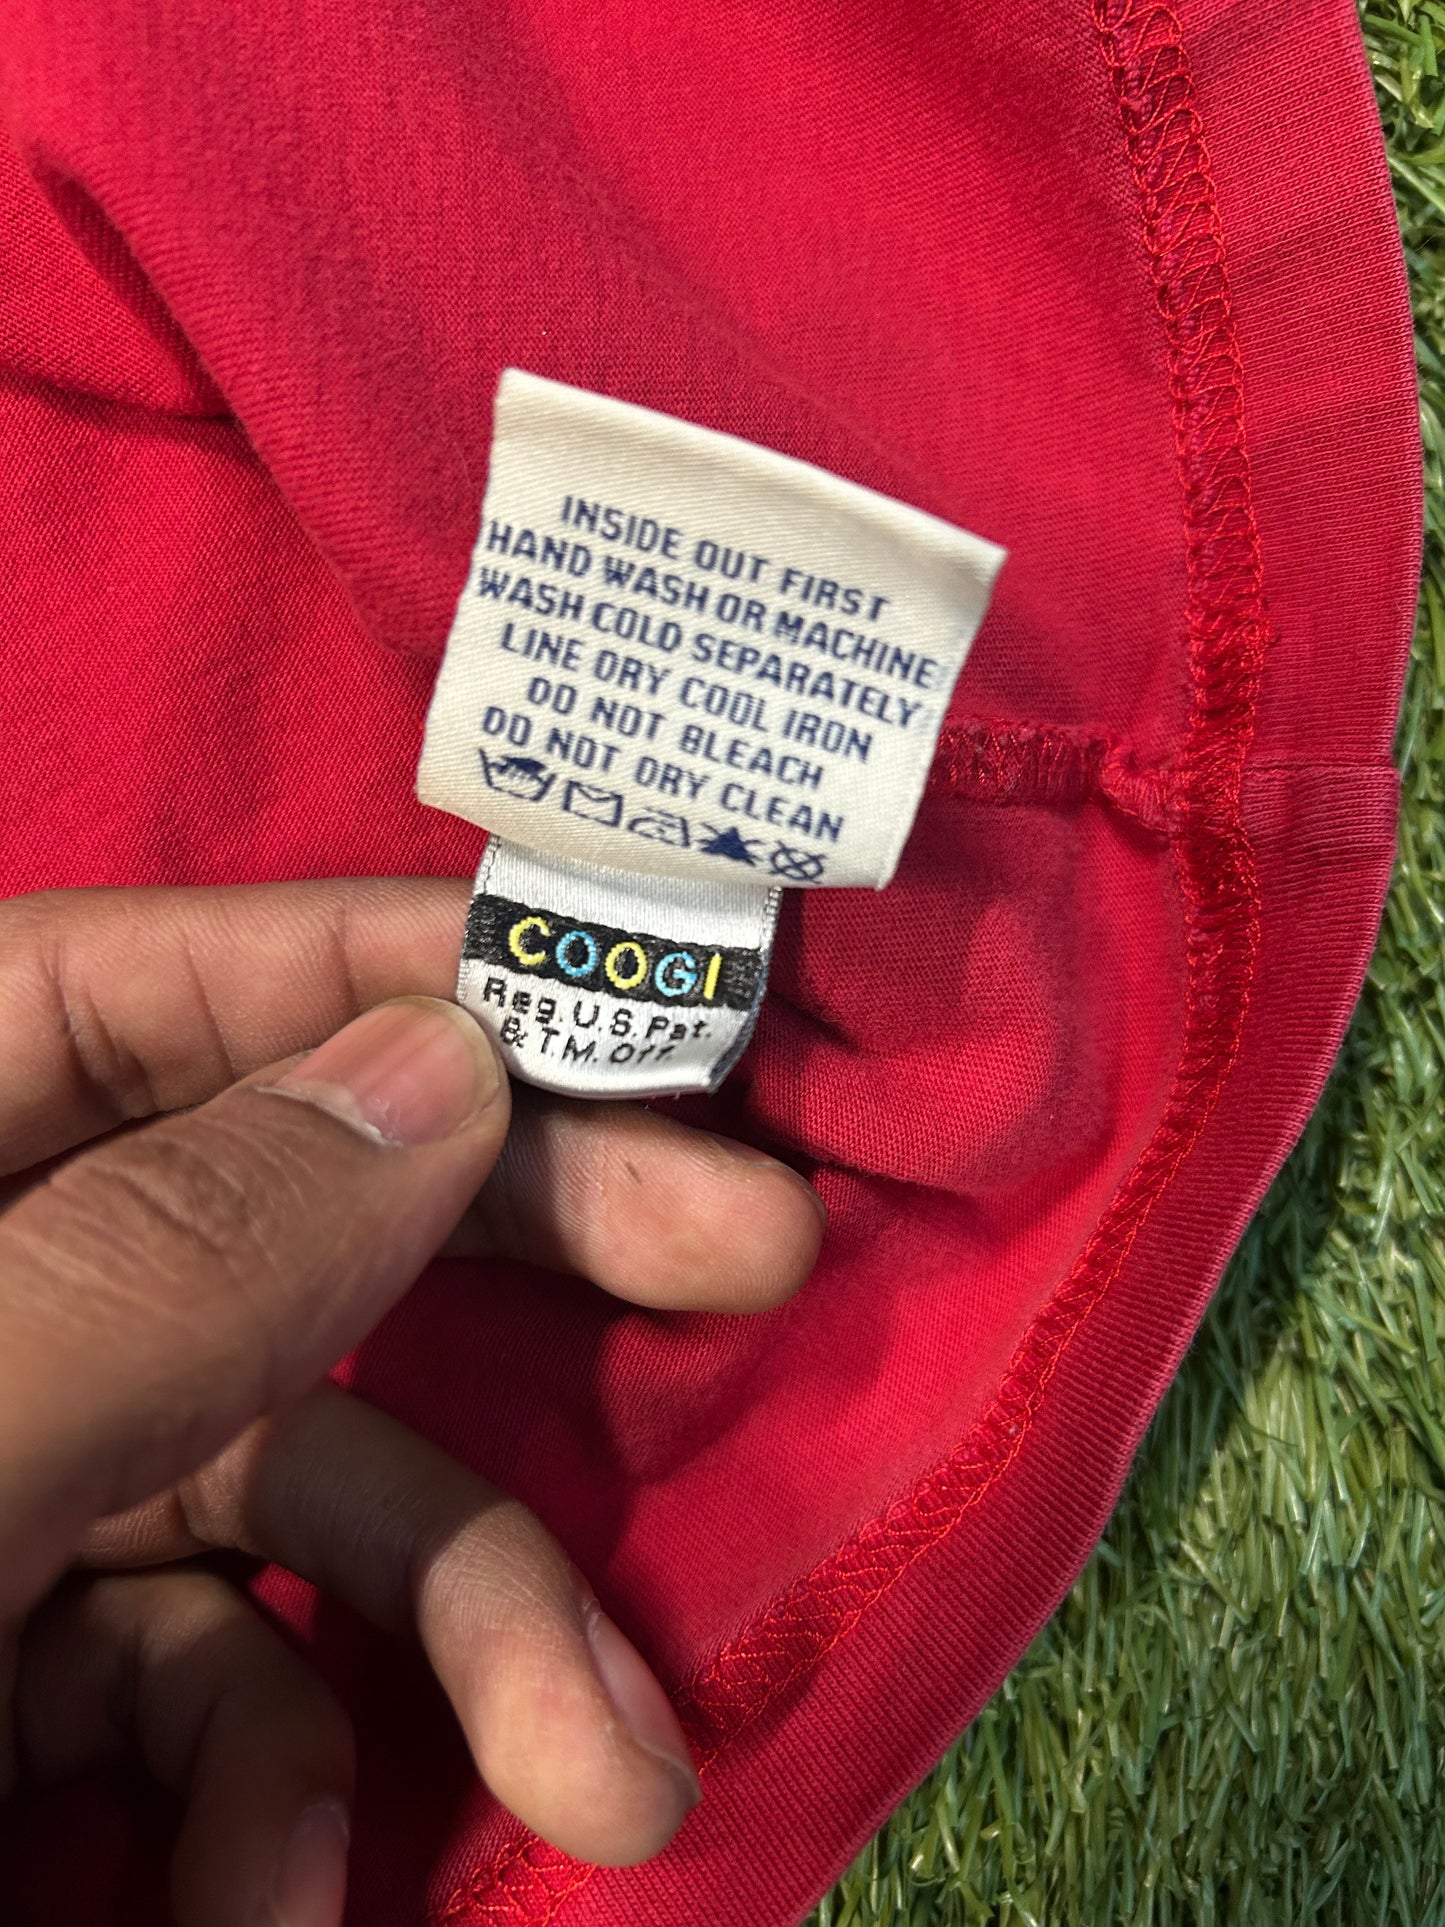 INSIDE OUT FIRST
HAND WASH OR MACHINE
WASH COLD SEPARATELY
LINE DRY COOL IRON
DO NOT BLEACH
DO NOT DRY CLEAN
COOGI
Reg. U.S. Pat.
& T.M. Off.